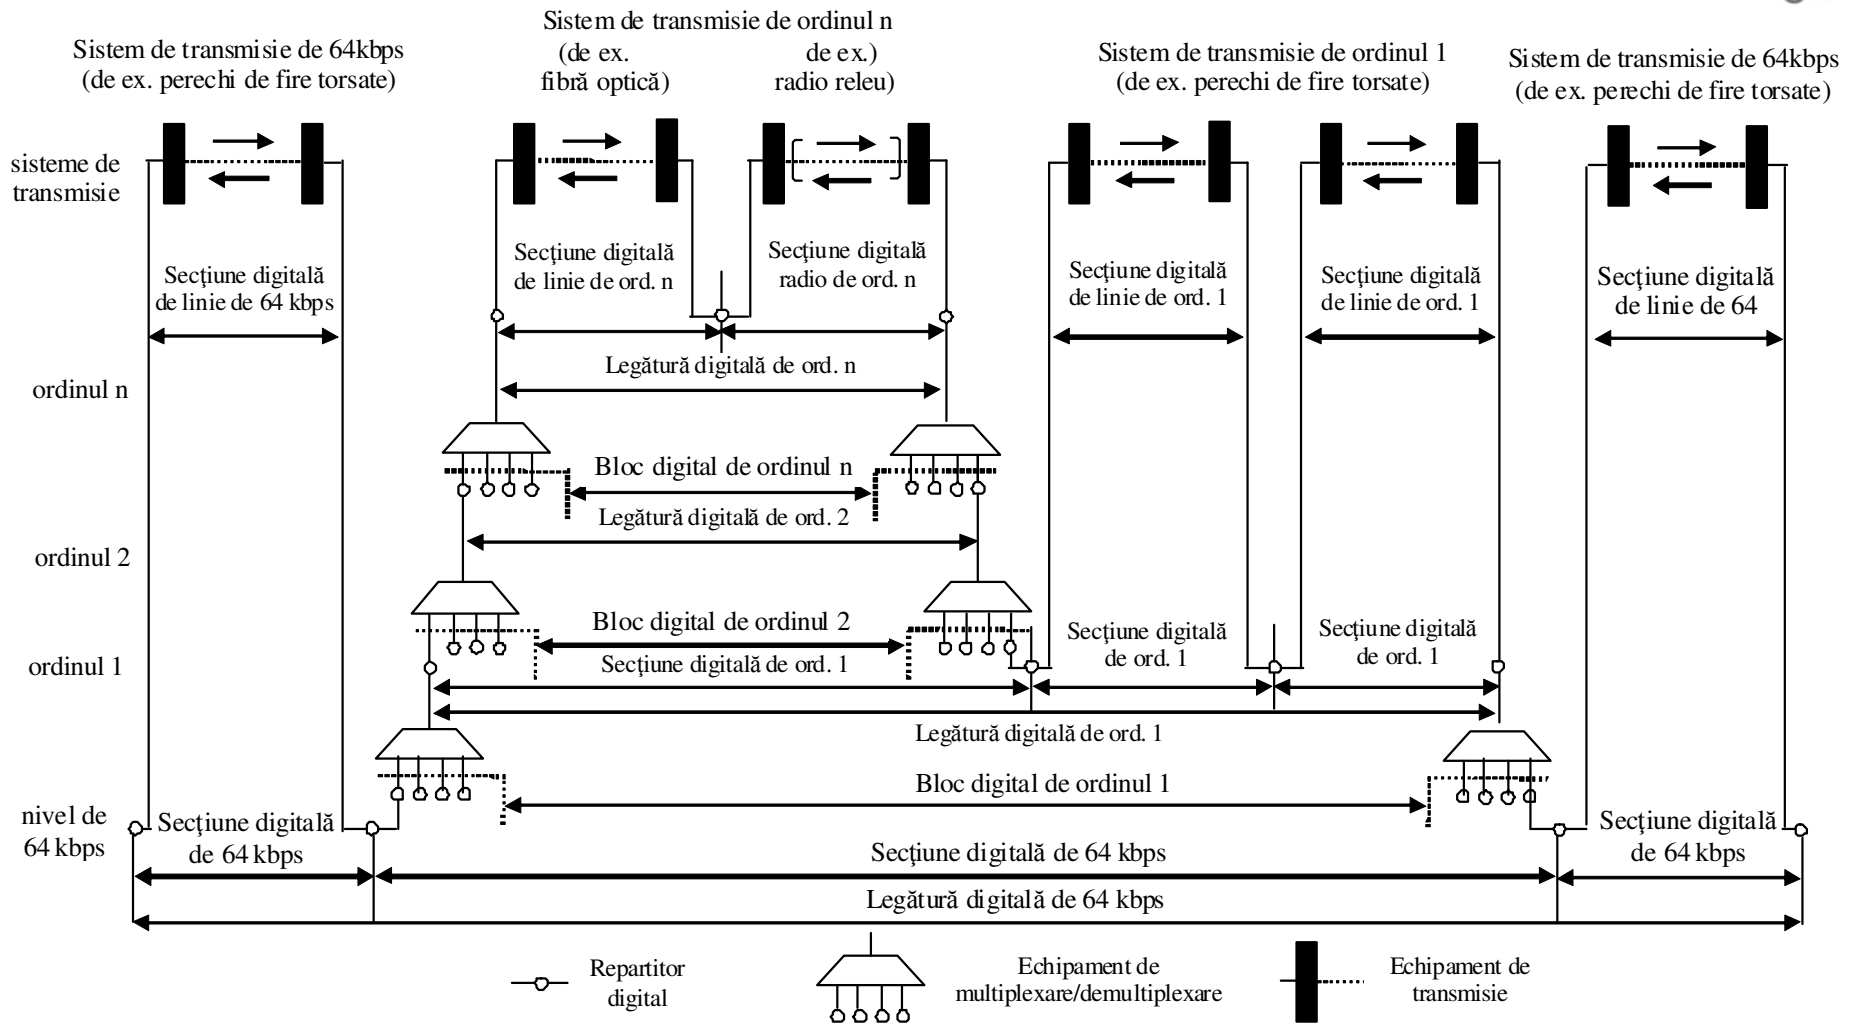 Sistem de transmisie de 64kbps
(de ex. perechi de fire torsate)
Sistem de transmisie de ordinul n
(de ex.
fibră optică)
de ex.)
radio releu)
Sistem de transmisie de ordinul 1
(de ex. perechi de fire torsate)
Sistem de transmisie de 64kbps
(de ex. perechi de fire torsate)
sisteme de
transmisie
Secţiune digitală
de linie de 64 kbps
Secţiune digitală
de linie de ord. n
Secţiune digitală
radio de ord. n
Secţiune digitală
de linie de ord. 1
Secţiune digitală
de linie de ord. 1
Secţiune digitală
de linie de 64
Legătură digitală de ord. n
ordinul n
Bloc digital de ordinul n
Legătură digitală de ord. 2
ordinul 2
Bloc digital de ordinul 2
Secţiune digitală de ord. 1
Secţiune digitală
de ord. 1
Secţiune digitală
de ord. 1
ordinul 1
Legătură digitală de ord. 1
Bloc digital de ordinul 1
nivel de
64 kbps
Secţiune digitală
de 64 kbps
Secţiune digitală de 64 kbps
Secţiune digitală
de 64 kbps
Legătură digitală de 64 kbps
Repartitor
digital
Echipament de
multiplexare/demultiplexare
Echipament de
transmisie